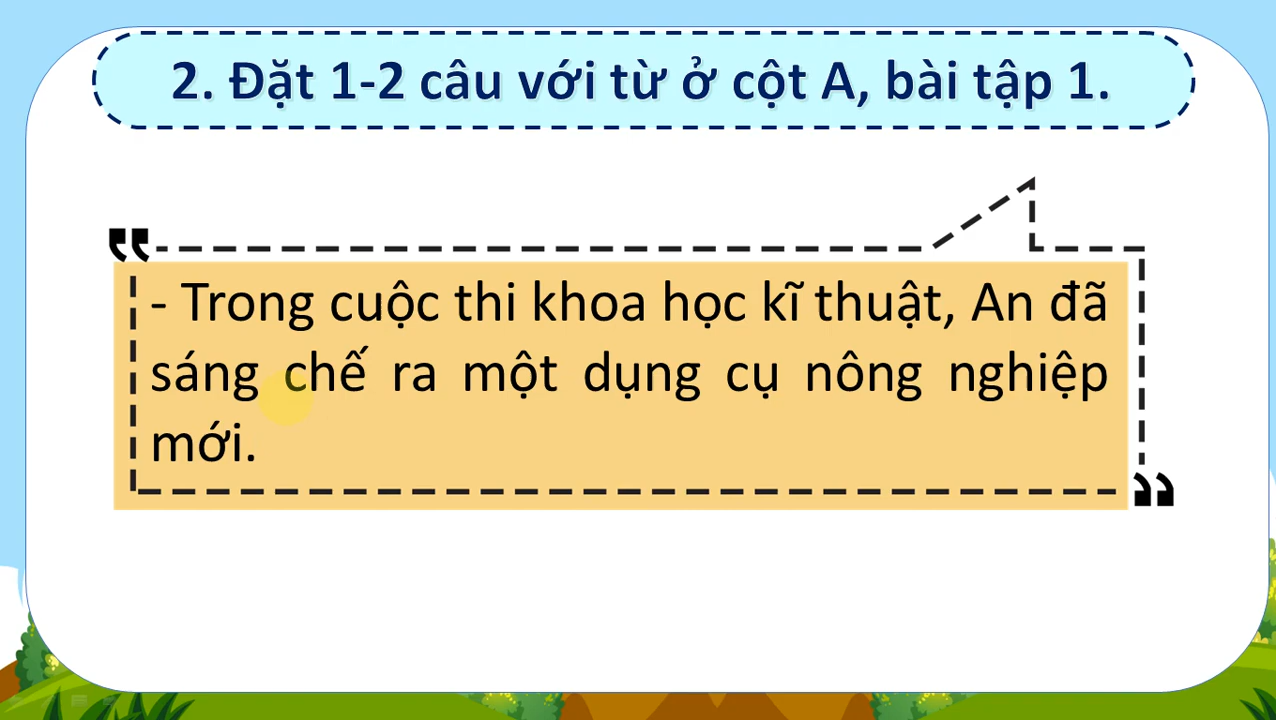 2. Đặt 1-2 câu với từ ở cột A, bài tập 1.
- Trong cuộc thi khoa học kĩ thuật, An đã
sáng chế ra một dụng cụ nông nghiệp
mới.